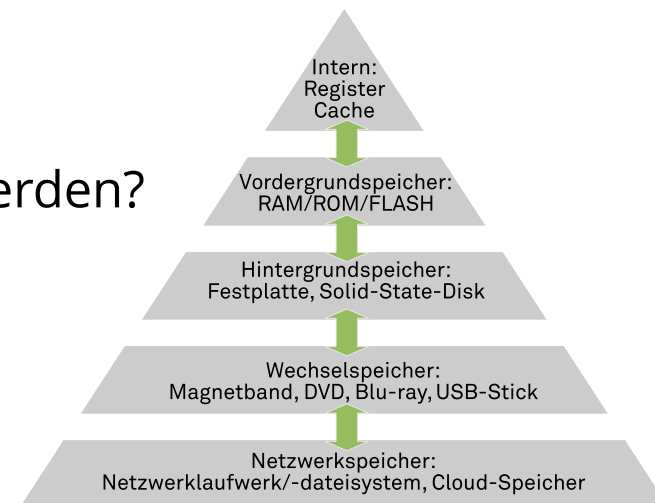 Intern:
Register
Cache
erden?
Vordergrundspeicher:
RAM/ROM/FLASH
Hintergrundspeicher:
Festplatte, Solid-State-Disk
Wechselspeicher:
Magnetband, DVD, Blu-ray, USB-Stick
Netzwerkspeicher:
Netzwerklaufwerk/-dateisystem, Cloud-Speicher